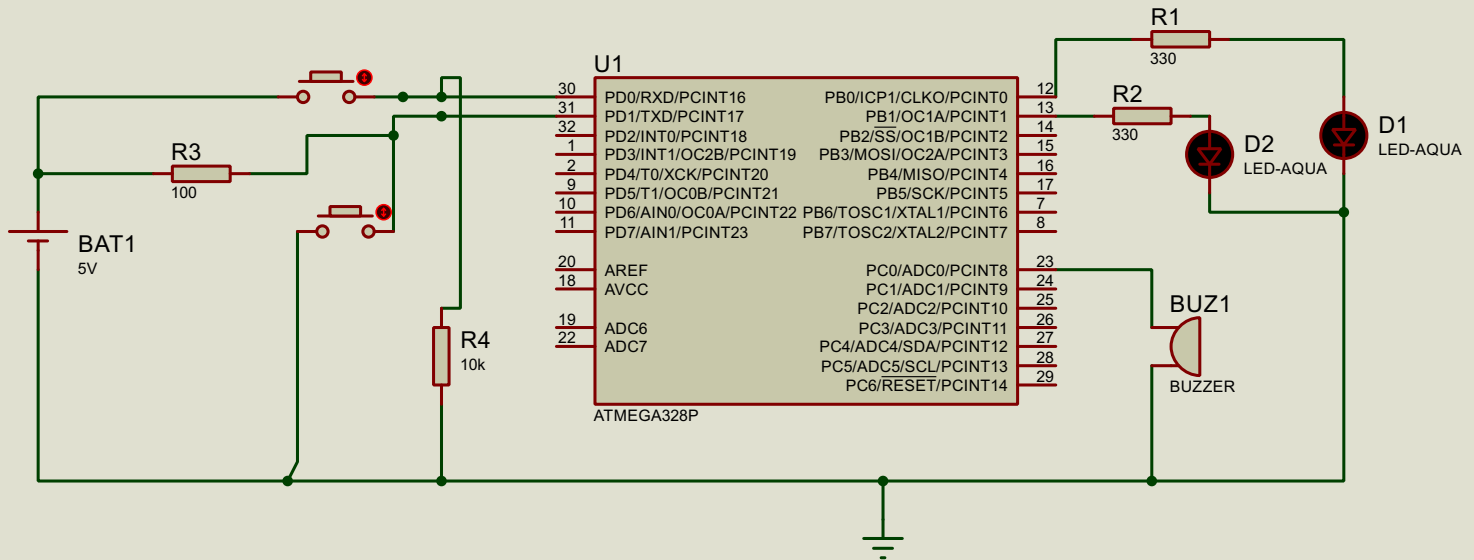 R1
330
U1
30 PD0/RXD/PCINT16 PB0/ICP1/CLKO/PCINT0 12
31 PD1/TXD/PCINT17 PB1/OC1A/PCINT1 13
32 PD2/INT0/PCINT18 PB2/SS/OC1B/PCINT2 14
1 PD3/INT1/OC2B/PCINT19 PB3/MOSI/OC2A/PCINT3 15
2 PD4/T0/XCK/PCINT20 PB4/MISO/PCINT4 16
9 PD5/T1/OC0B/PCINT21 PB5/SCK/PCINT5 17
10 PD6/AIN0/OC0A/PCINT22 PB6/TOSC1/XTAL1/PCINT6 7
11 PD7/AIN1/PCINT23 PB7/TOSC2/XTAL2/PCINT7 8
20 AREF PC0/ADC0/PCINT8 23
18 AVCC PC1/ADC1/PCINT9 24
PC2/ADC2/PCINT10 25
19 ADC6 PC3/ADC3/PCINT11 26
22 ADC7 PC4/ADC4/SDA/PCINT12 27
PC5/ADC5/SCL/PCINT13 28
PC6/RESET/PCINT14 29
ATMEGA328P
R2
330
D1
LED-AQUA
D2
LED-AQUA
R3
100
BAT1
5V
R4
10k
BUZ1
BUZZER